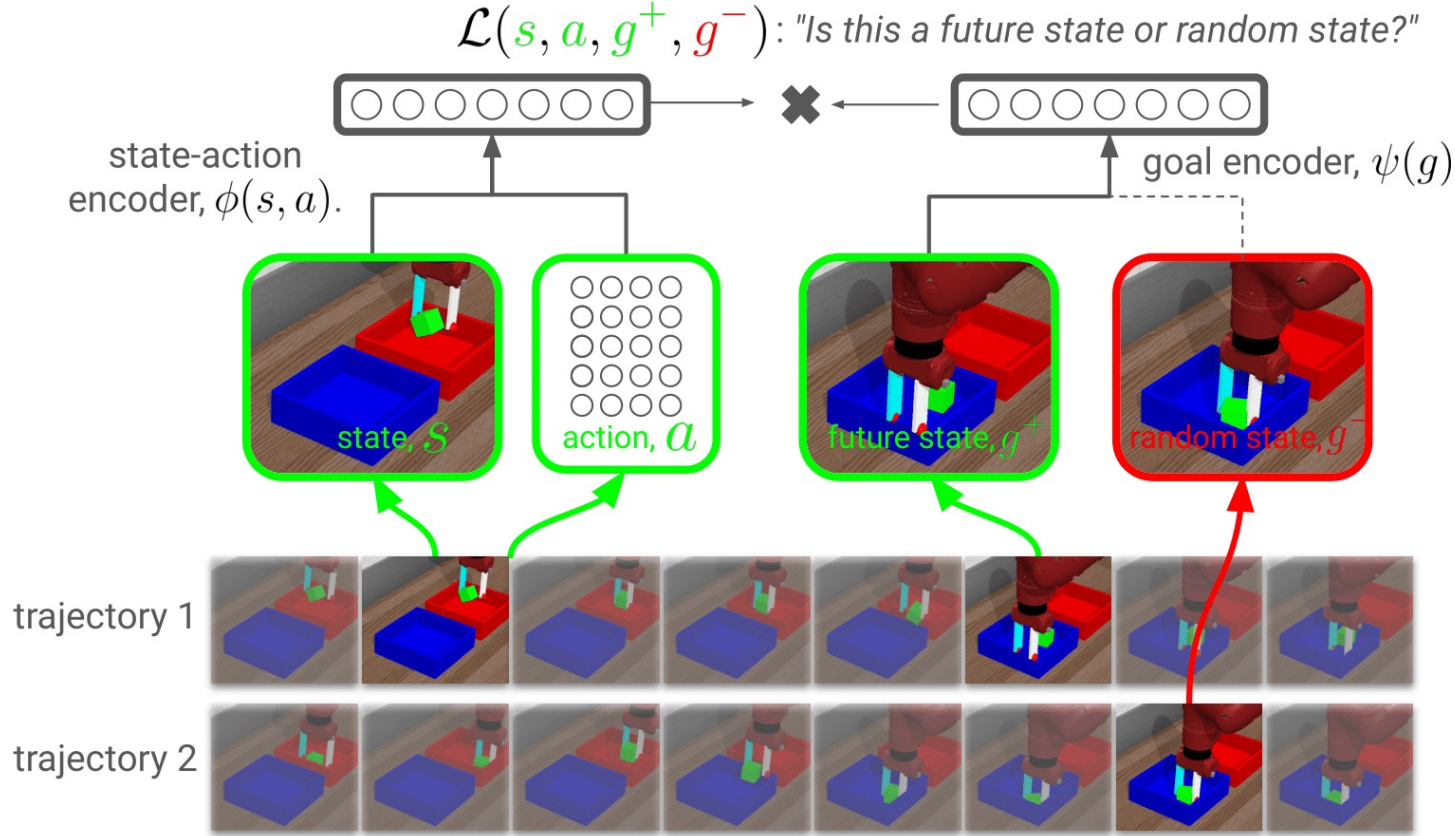 ℒ(s, a, g⁺, g⁻): "Is this a future state or random state?"
state-action
encoder, ϕ(s, a).
goal encoder, ψ(g)
state, s
action, a
future state, g⁺
random state, g⁻
trajectory 1
trajectory 2